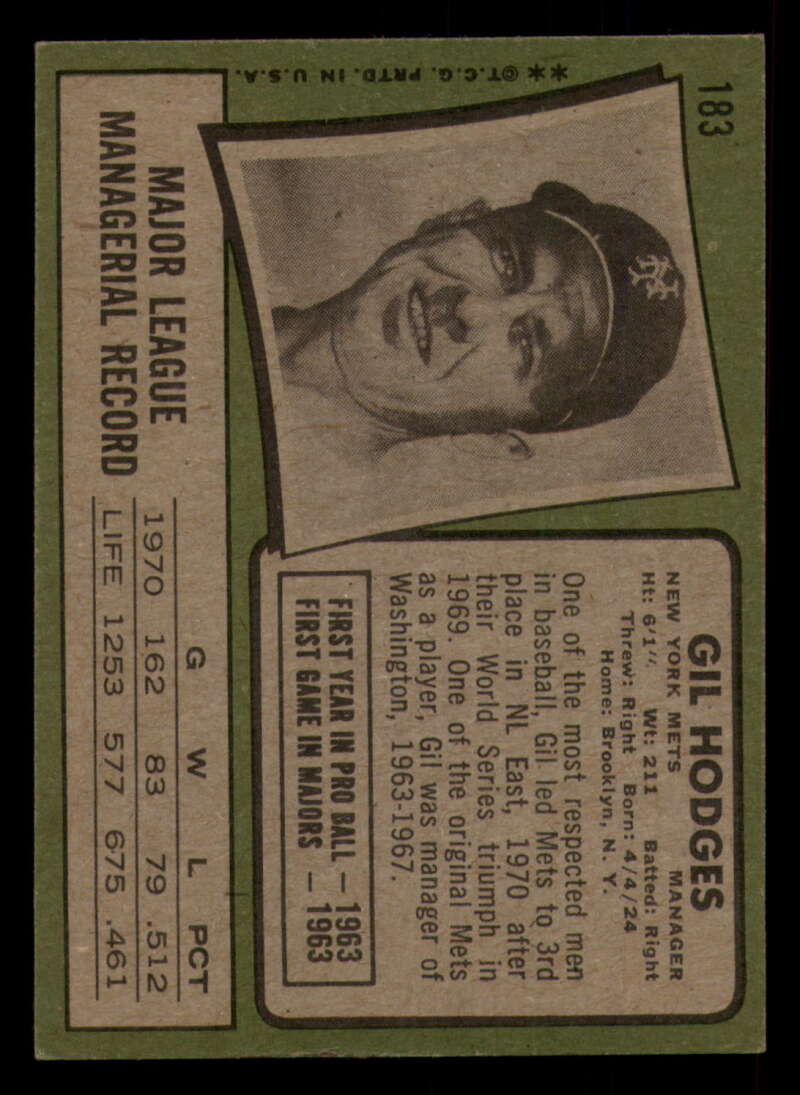 183
NY
**©T.C.G. PRTD. IN U.S.A.
GIL HODGES
NEW YORK METS MANAGER
Ht: 6'1". Wt: 211 Batted: Right
Threw: Right Born: 4/4/24
Home: Brooklyn, N. Y.
One of the most respected men
in baseball, Gil led Mets to 3rd
place in NL East, 1970 after
their World Series triumph in
1969. One of the original Mets
as a player, Gil was manager of
Washington, 1963-1967.
FIRST YEAR IN PRO BALL — 1963
FIRST GAME IN MAJORS — 1963
MAJOR LEAGUE
MANAGERIAL RECORD
G W L PCT
1970 162 83 79 .512
LIFE 1253 577 675 .461